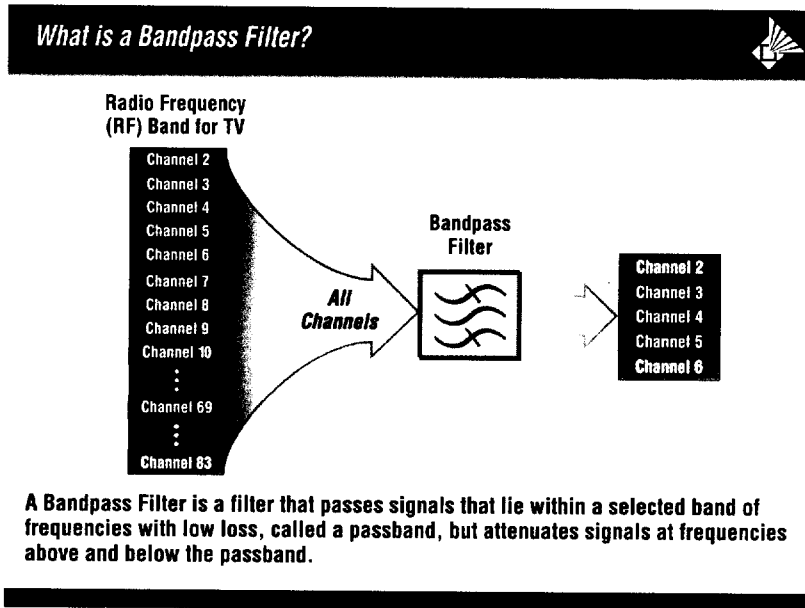 What is a Bandpass Filter?
Radio Frequency
(RF) Band for TV
Channel 2
Channel 3
Channel 4
Channel 5
Channel 6
Channel 7
Channel 8
Channel 9
Channel 10
Channel 69
Channel 83
All
Channels
Bandpass
Filter
Channel 2
Channel 3
Channel 4
Channel 5
Channel 6
A Bandpass Filter is a filter that passes signals that lie within a selected band of
frequencies with low loss, called a passband, but attenuates signals at frequencies
above and below the passband.